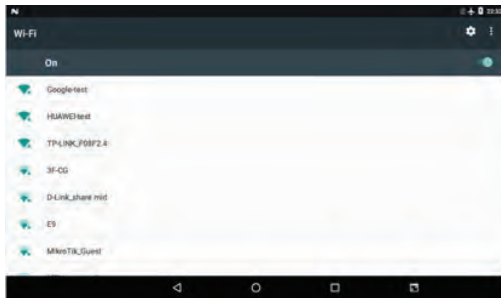 Wi-Fi
On
Google-test
HUAWEI-test
TP-LINK_F08F2.4
3F-CG
D-Link_share mid
E9
MikroTik_Guest